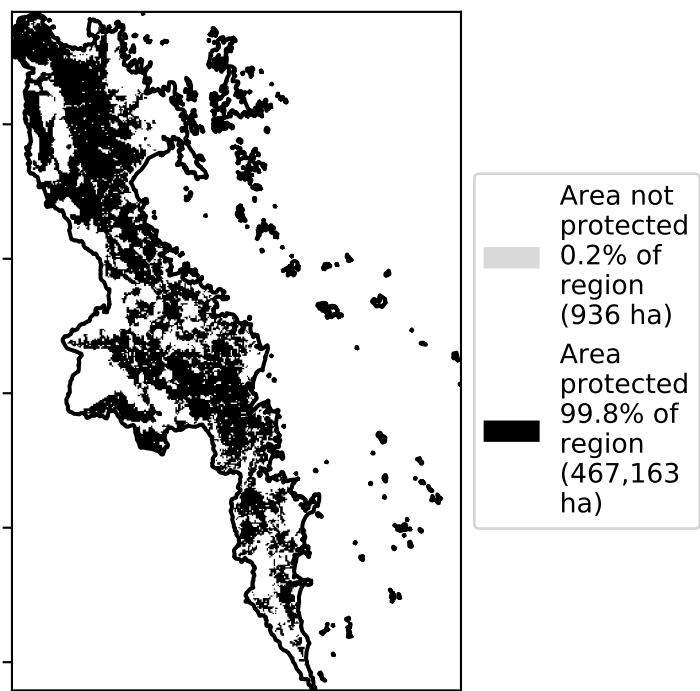 Area not
protected
0.2% of
region
(936 ha)
Area
protected
99.8% of
region
(467,163
ha)